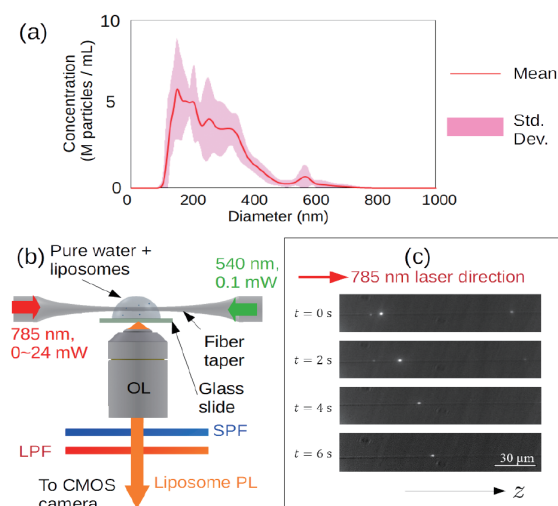 (a)
10
5
0
Concentration
(M particles / mL)
0 200 400 600 800 1000
Diameter (nm)
Mean
Std.
Dev.
(b)
Pure water +
liposomes
540 nm,
0.1 mW
785 nm,
0~24 mW
Fiber
taper
Glass
slide
OL
SPF
LPF
To CMOS
camera
Liposome PL
(c)
785 nm laser direction
t = 0 s
t = 2 s
t = 4 s
t = 6 s
30 μm
z